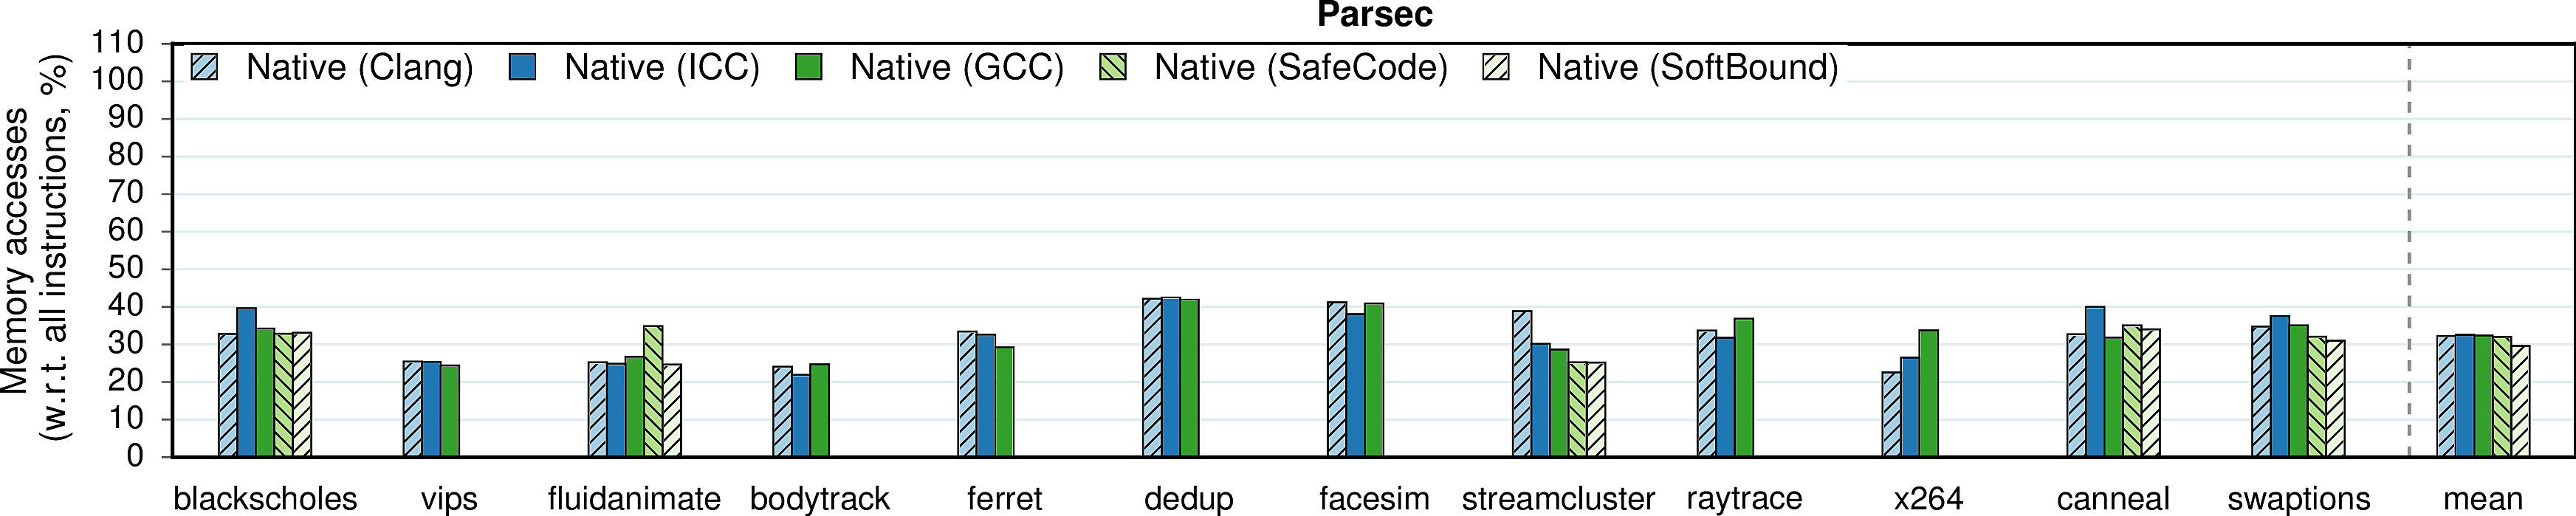 Parsec
Memory accesses
(w.r.t. all instructions, %)
110
100
90
80
70
60
50
40
30
20
10
0
Native (Clang) Native (ICC) Native (GCC) Native (SafeCode) Native (SoftBound)
blackscholes vips fluidanimate bodytrack ferret dedup facesim streamcluster raytrace x264 canneal swaptions mean